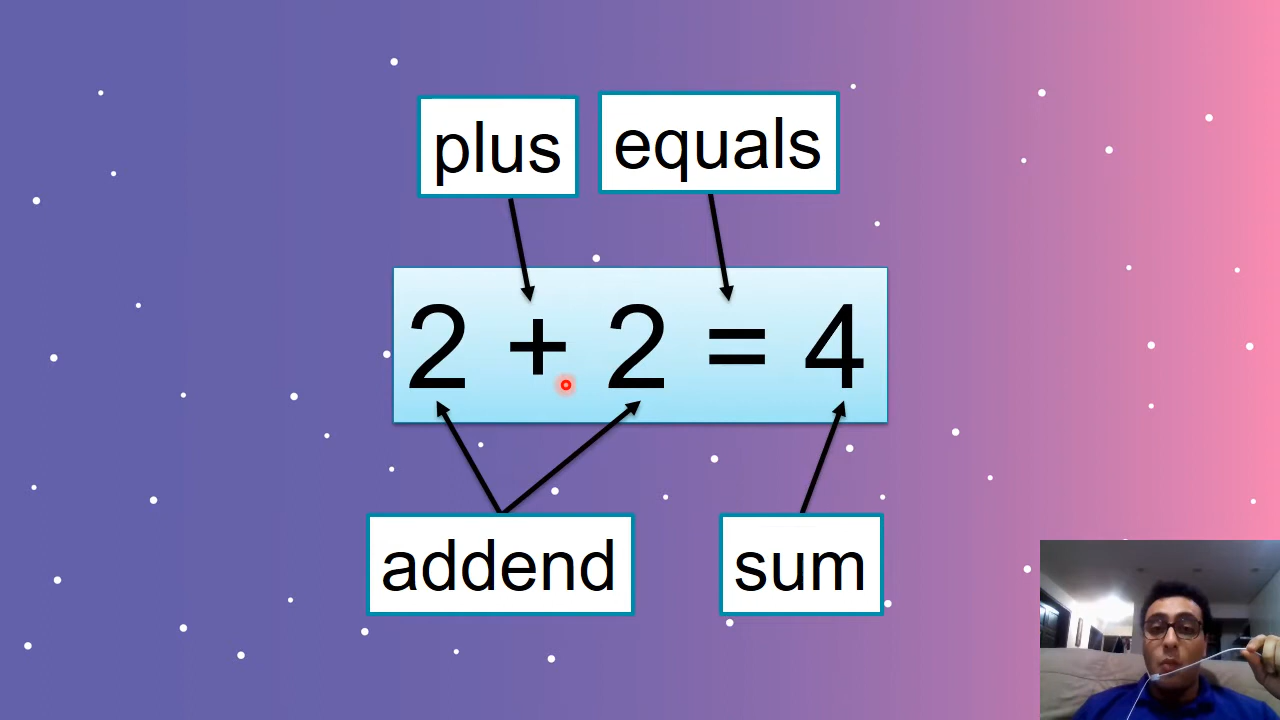 plus
equals
2 + 2 = 4
addend
sum